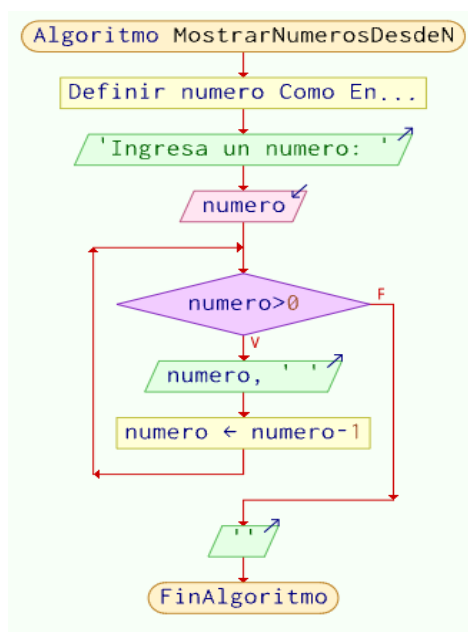 Algoritmo MostrarNumerosDesdeN
Definir numero Como En...
'Ingresa un numero: '
numero
numero>0
F
V
numero, ' '
numero ← numero-1
''
FinAlgoritmo